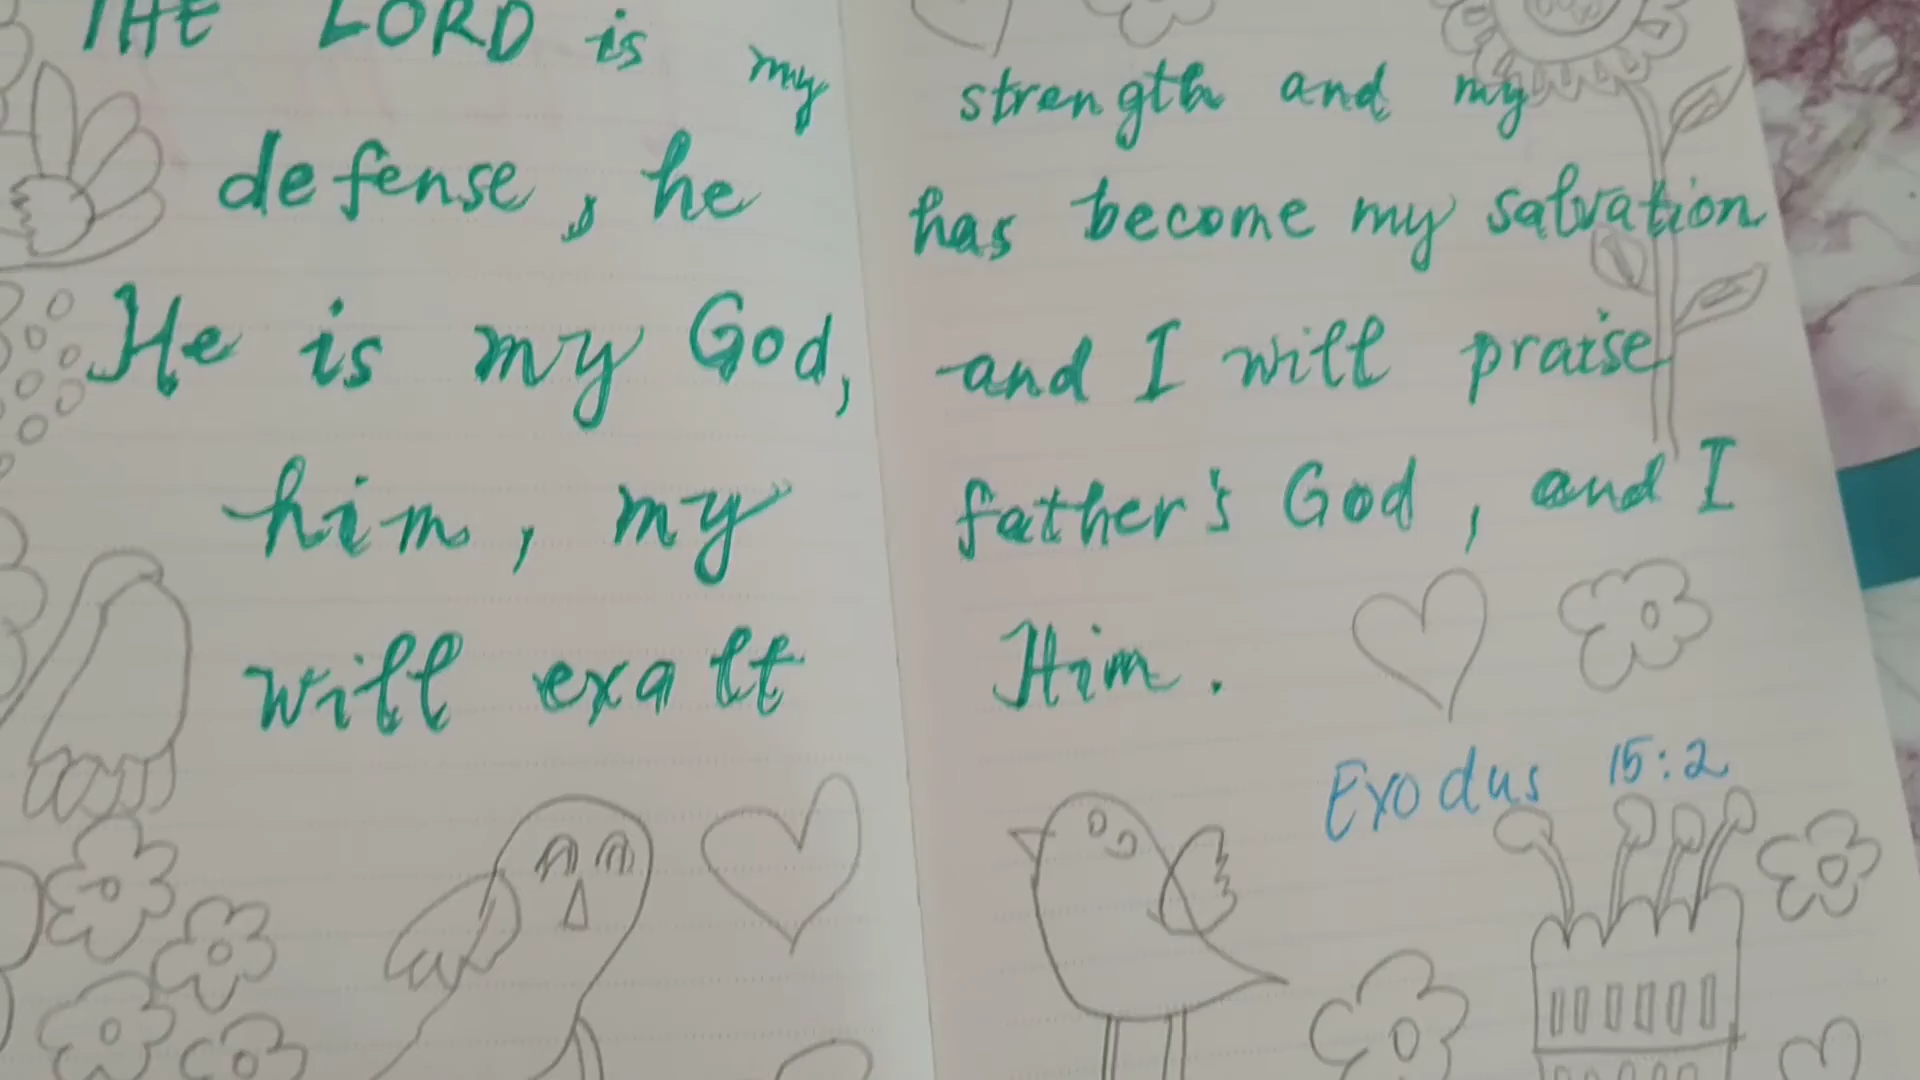 THE LORD is my strength and my
defense, he has become my salvation
He is my God, and I will praise
him, my father's God, and I
will exalt Him.
Exodus 15:2